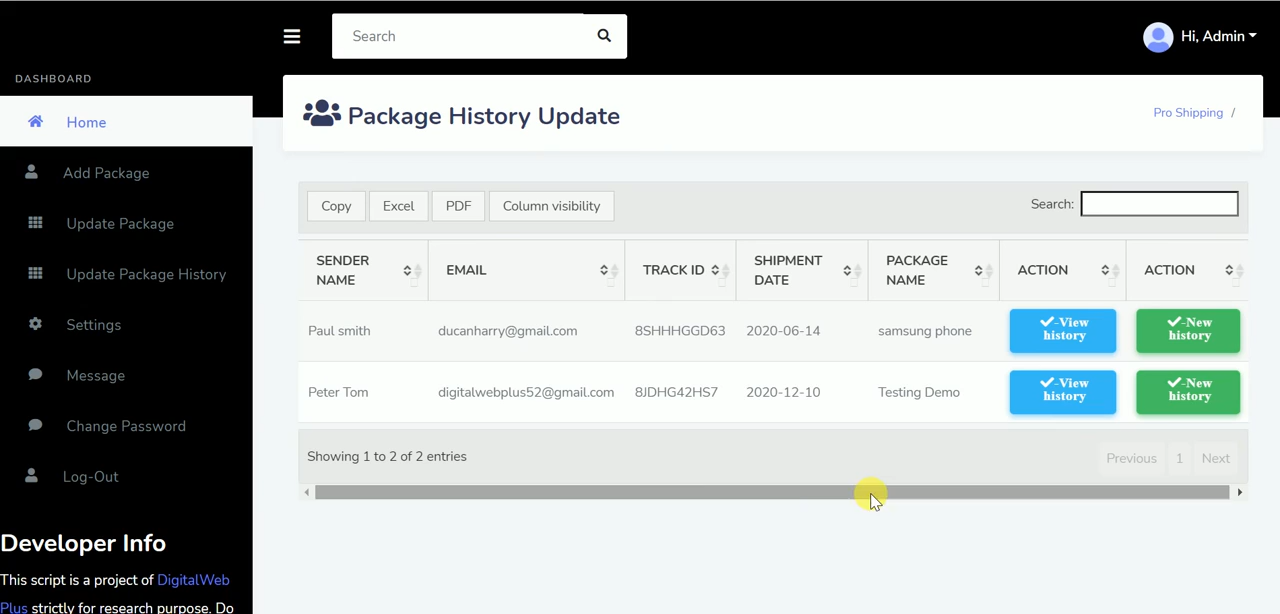 Search
Hi, Admin
DASHBOARD
Home
Add Package
Update Package
Update Package History
Settings
Message
Change Password
Log-Out
Developer Info
This script is a project of DigitalWeb
Plus strictly for research purpose. Do
Package History Update
Pro Shipping /
Copy Excel PDF Column visibility Search:
SENDER NAME EMAIL TRACK ID SHIPMENT DATE PACKAGE NAME ACTION ACTION
Paul smith ducanharry@gmail.com 8SHHHGGD63 2020-06-14 samsung phone -View history -New history
Peter Tom digitalwebplus52@gmail.com 8JDHG42HS7 2020-12-10 Testing Demo -View history -New history
Showing 1 to 2 of 2 entries Previous 1 Next